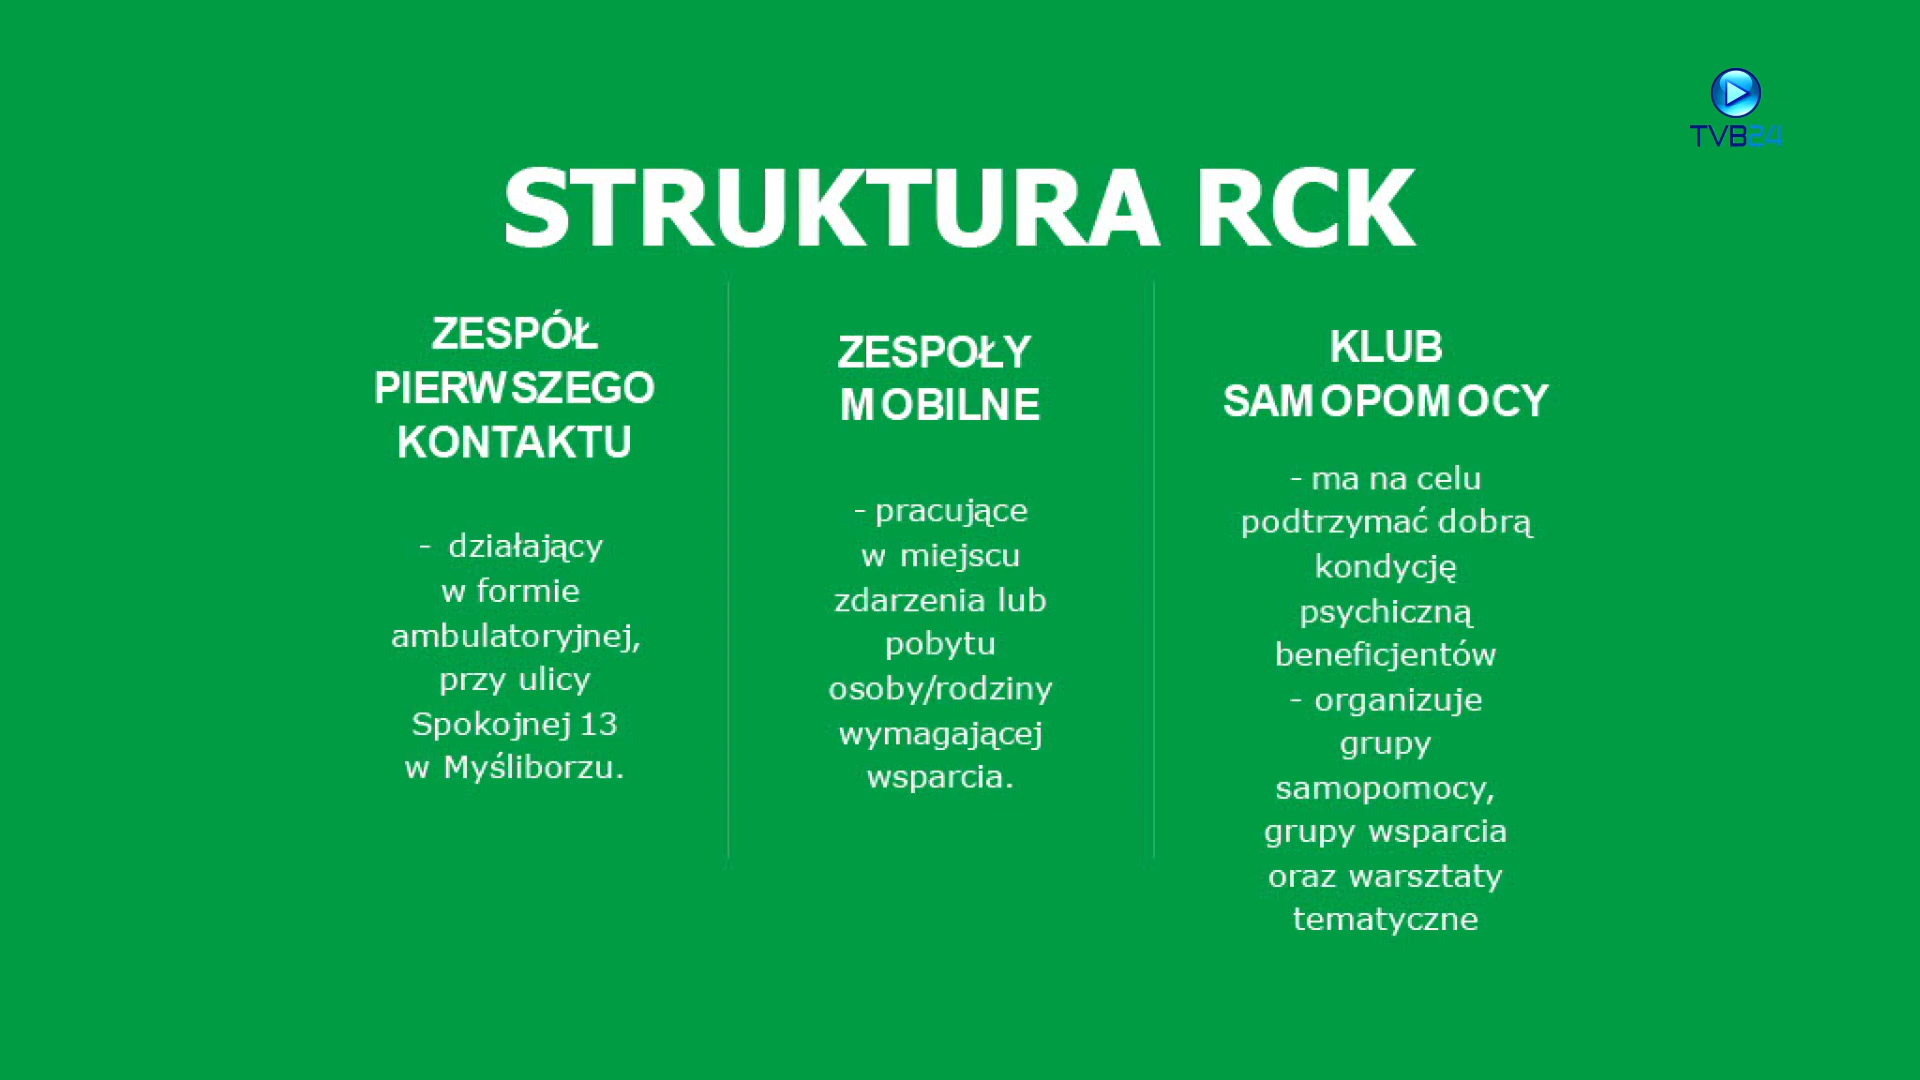 TVB24
STRUKTURA RCK
ZESPÓŁ
PIERWSZEGO
KONTAKTU
- działający
w formie
ambulatoryjnej,
przy ulicy
Spokojnej 13
w Myśliborzu.
ZESPOŁY
MOBILNE
- pracujące
w miejscu
zdarzenia lub
pobytu
osoby/rodziny
wymagającej
wsparcia.
KLUB
SAMOPOMOCY
- ma na celu
podtrzymać dobrą
kondycję
psychiczną
beneficjentów
- organizuje
grupy
samopomocy,
grupy wsparcia
oraz warsztaty
tematyczne